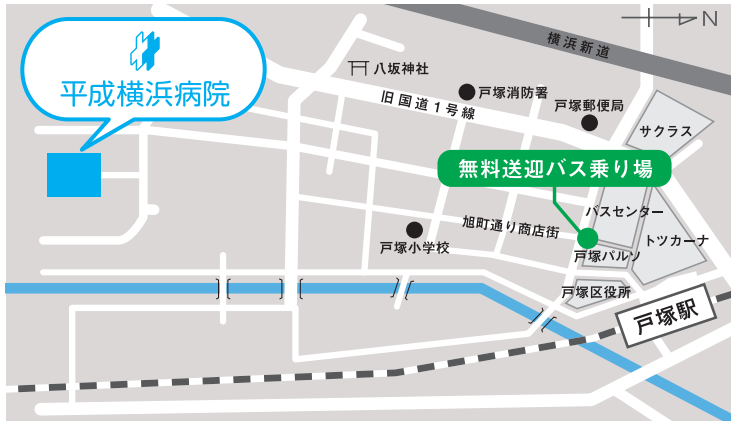 横浜新道
N
平成横浜病院
八坂神社
戸塚消防署
旧国道1号線
戸塚郵便局
サクラス
無料送迎バス乗り場
バスセンター
旭町通り商店街
トツカーナ
戸塚小学校
戸塚パルソ
戸塚区役所
戸塚駅